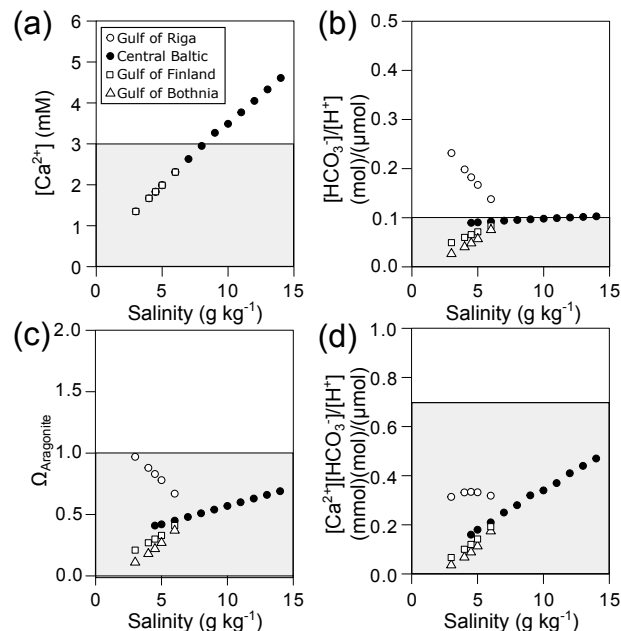 (a)
○ Gulf of Riga
● Central Baltic
□ Gulf of Finland
△ Gulf of Bothnia
[Ca²⁺] (mM)
6
5
4
3
2
1
0
0 5 10 15
Salinity (g kg⁻¹)
(b)
[HCO₃⁻]/[H⁺]
(mol)/(μmol)
0.5
0.4
0.3
0.2
0.1
0.0
0 5 10 15
Salinity (g kg⁻¹)
(c)
Ω Aragonite
2.0
1.5
1.0
0.5
0.0
0 5 10 15
Salinity (g kg⁻¹)
(d)
[Ca²⁺][HCO₃⁻]/[H⁺]
(mmol)(mol)/(μmol)
1.0
0.8
0.6
0.4
0.2
0.0
0 5 10 15
Salinity (g kg⁻¹)